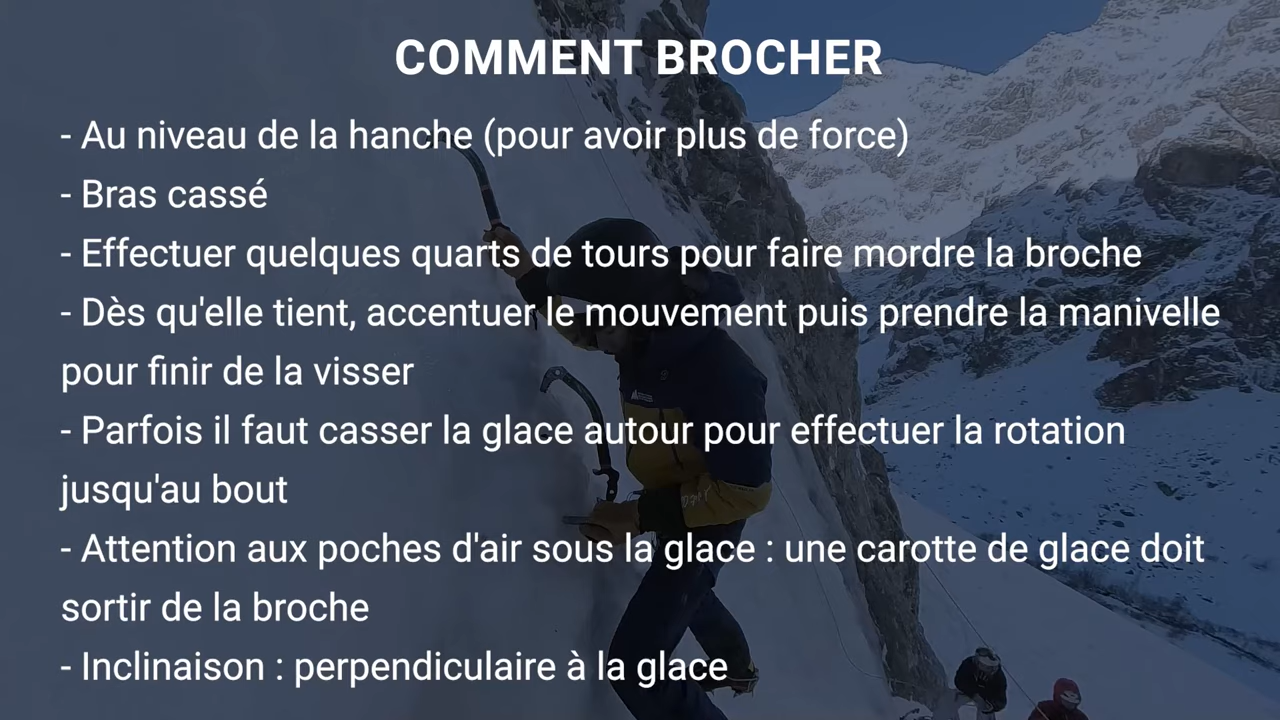 COMMENT BROCHER
- Au niveau de la hanche (pour avoir plus de force)
- Bras cassé
- Effectuer quelques quarts de tours pour faire mordre la broche
- Dès qu'elle tient, accentuer le mouvement puis prendre la manivelle
pour finir de la visser
- Parfois il faut casser la glace autour pour effectuer la rotation
jusqu'au bout
- Attention aux poches d'air sous la glace : une carotte de glace doit
sortir de la broche
- Inclinaison : perpendiculaire à la glace